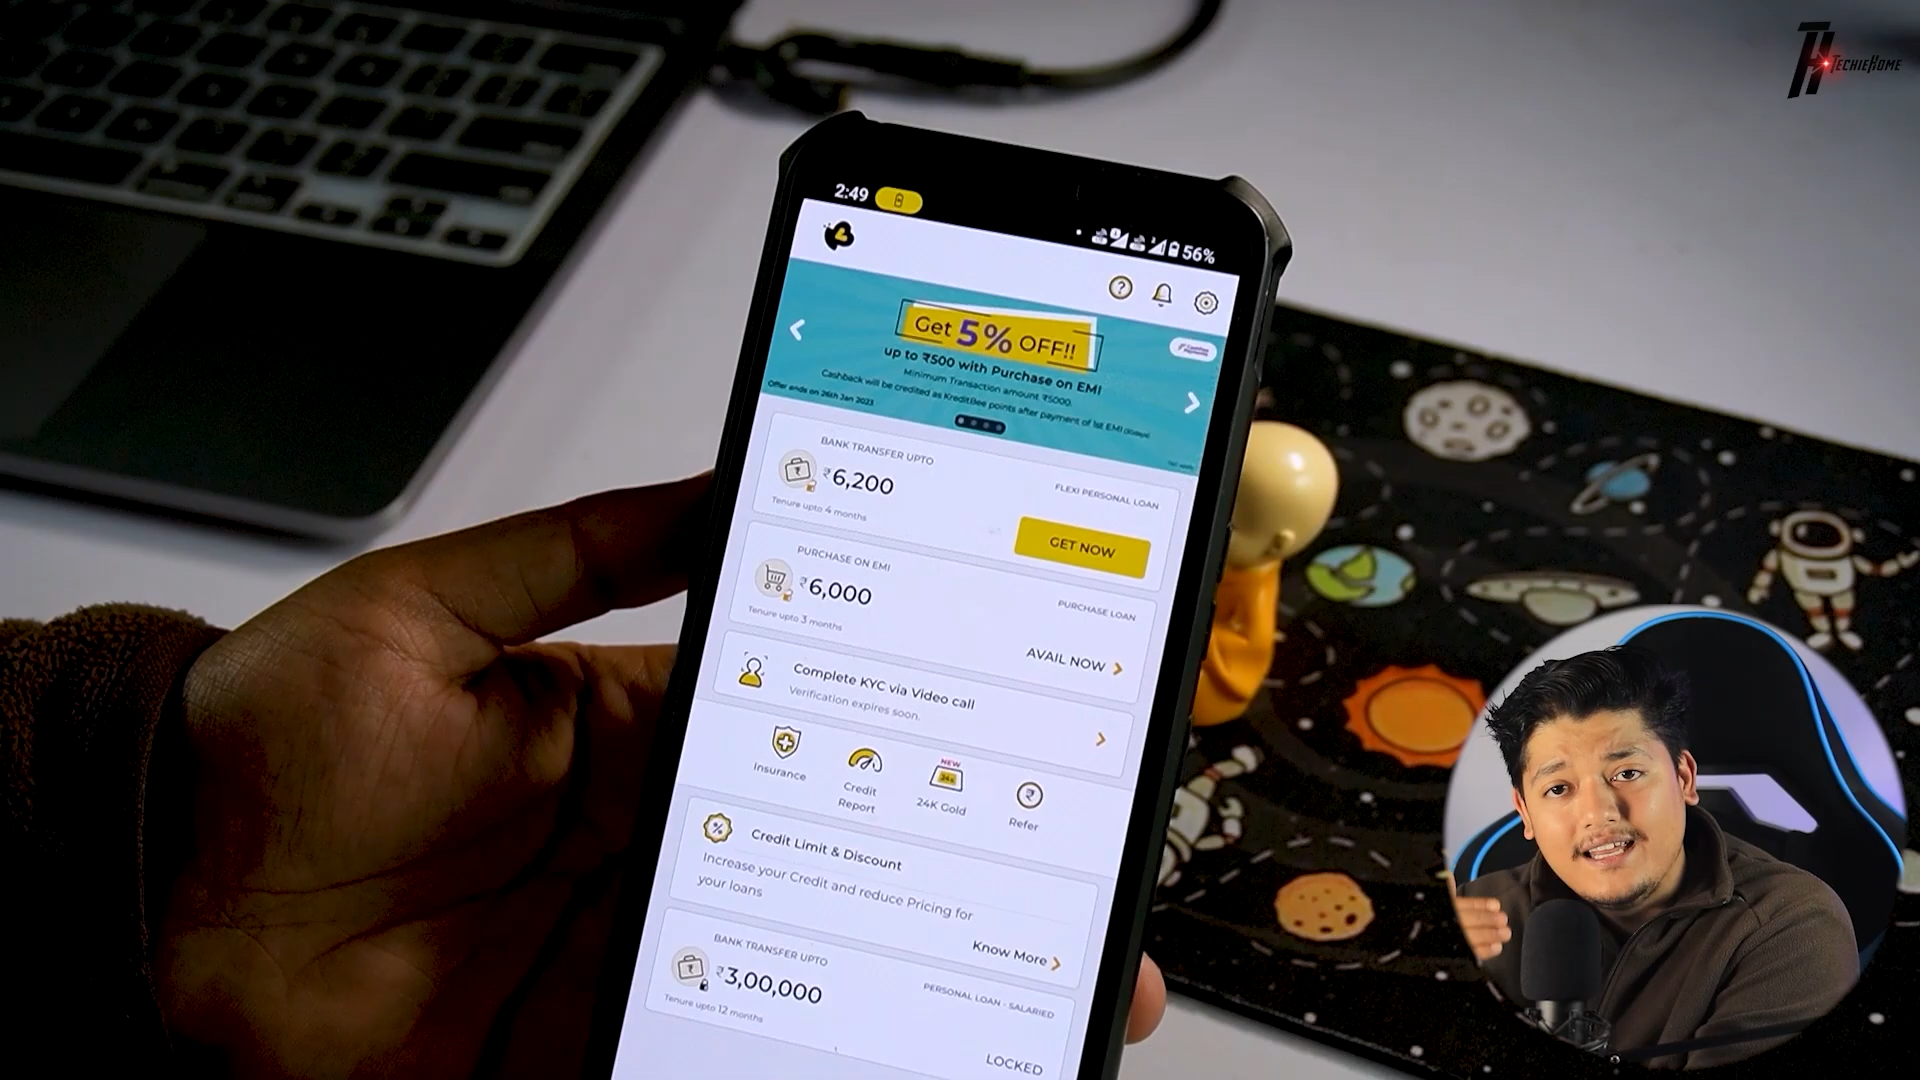 TECHIEHOME
2:49
56%
?
Get 5% OFF!!
up to ₹500 with Purchase on EMI
Minimum Transaction amount ₹5000.
Cashback will be credited as KreditBee points after payment of 1st EMI
Offer ends on 26th Jan 2023
BANK TRANSFER UPTO
₹6,200
Tenure upto 4 months
FLEXI PERSONAL LOAN
GET NOW
PURCHASE ON EMI
₹6,000
Tenure upto 3 months
PURCHASE LOAN
AVAIL NOW
Complete KYC via Video call
Verification expires soon.
Insurance
Credit
Report
NEW
24K
24K Gold
₹
Refer
%
Credit Limit & Discount
Increase your Credit and reduce Pricing for
your loans
Know More
BANK TRANSFER UPTO
₹3,00,000
Tenure upto 12 months
PERSONAL LOAN - SALARIED
LOCKED